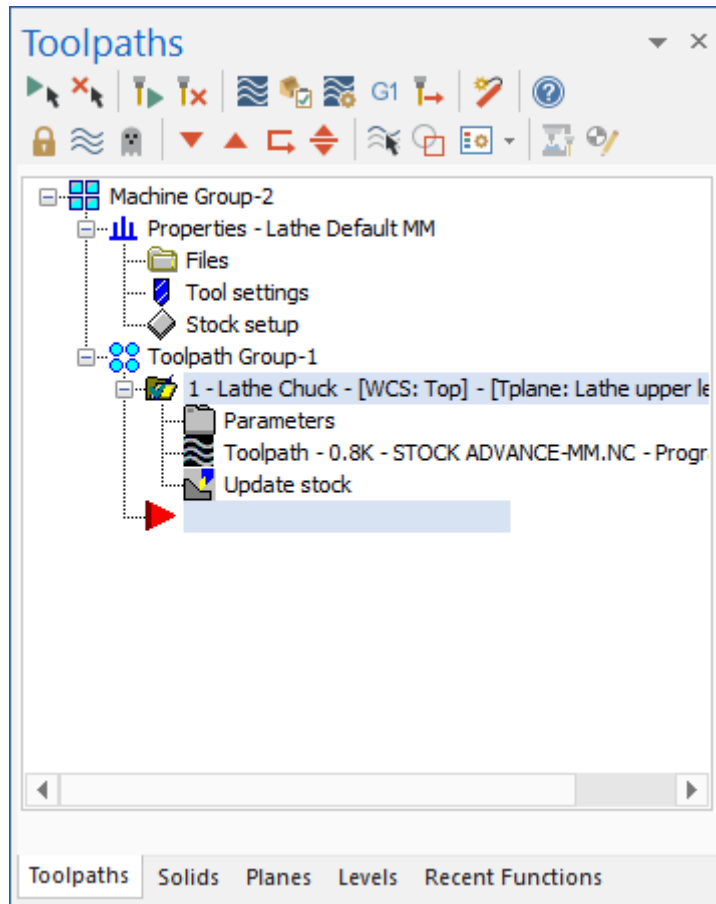 Toolpaths
G1
Machine Group-2
Properties - Lathe Default MM
Files
Tool settings
Stock setup
Toolpath Group-1
1 - Lathe Chuck - [WCS: Top] - [Tplane: Lathe upper le
Parameters
Toolpath - 0.8K - STOCK ADVANCE-MM.NC - Progr
Update stock
Toolpaths Solids Planes Levels Recent Functions